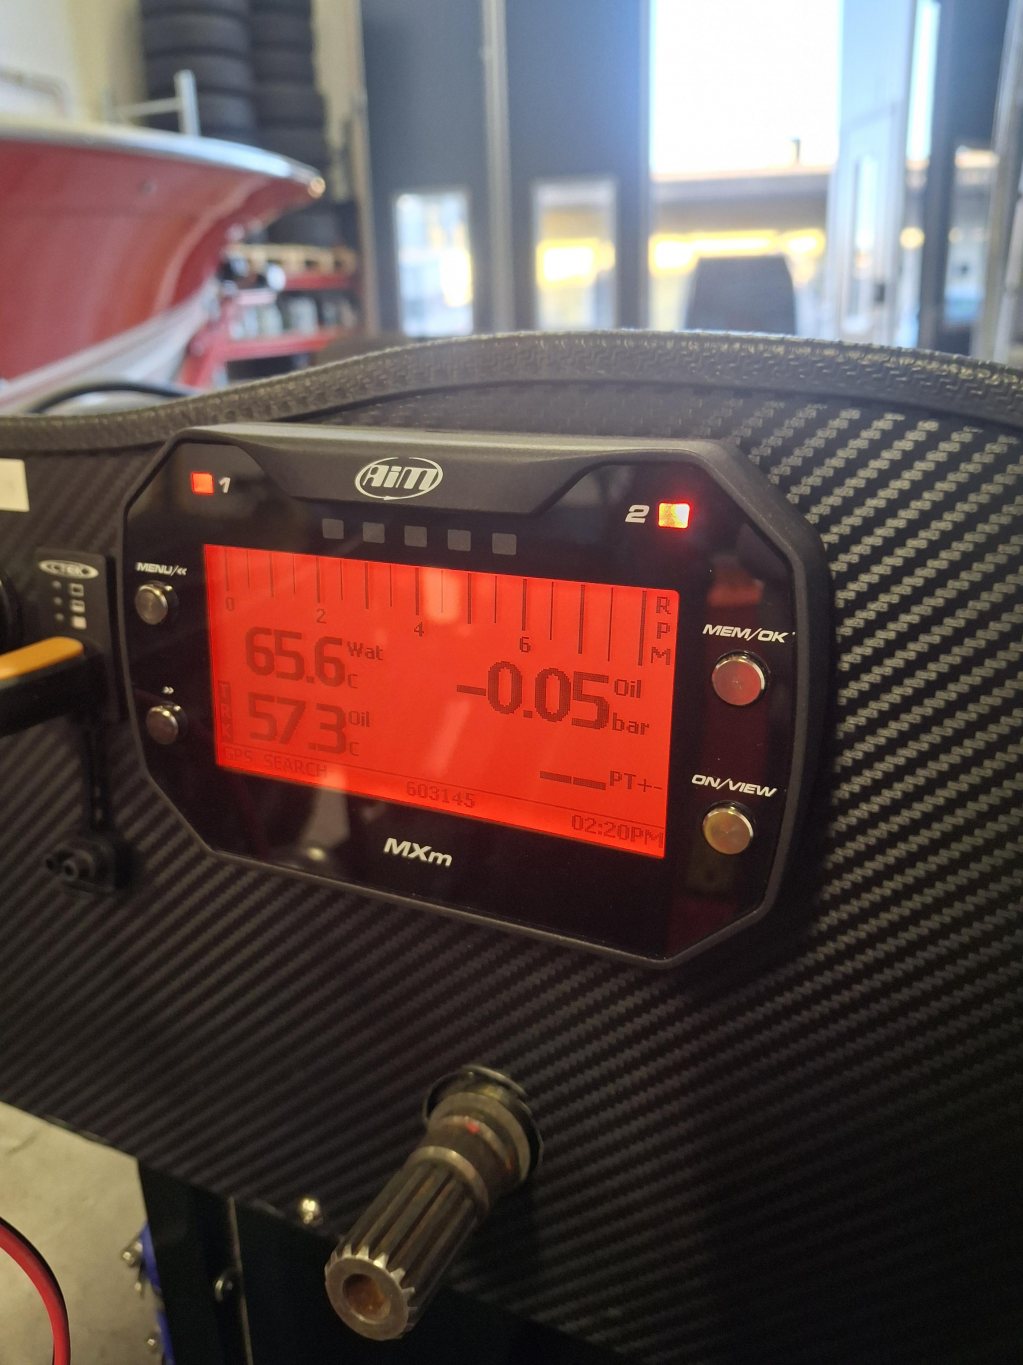 1
AiM
2
CTEK
MENU/<<
MEM/OK
>>
ON/VIEW
0 2 4 6
RPM
65.6 Wat C
-0.05 Oil bar
57.3 Oil C
PT+-
GPS SEARCH
603145
02:20PM
MXm